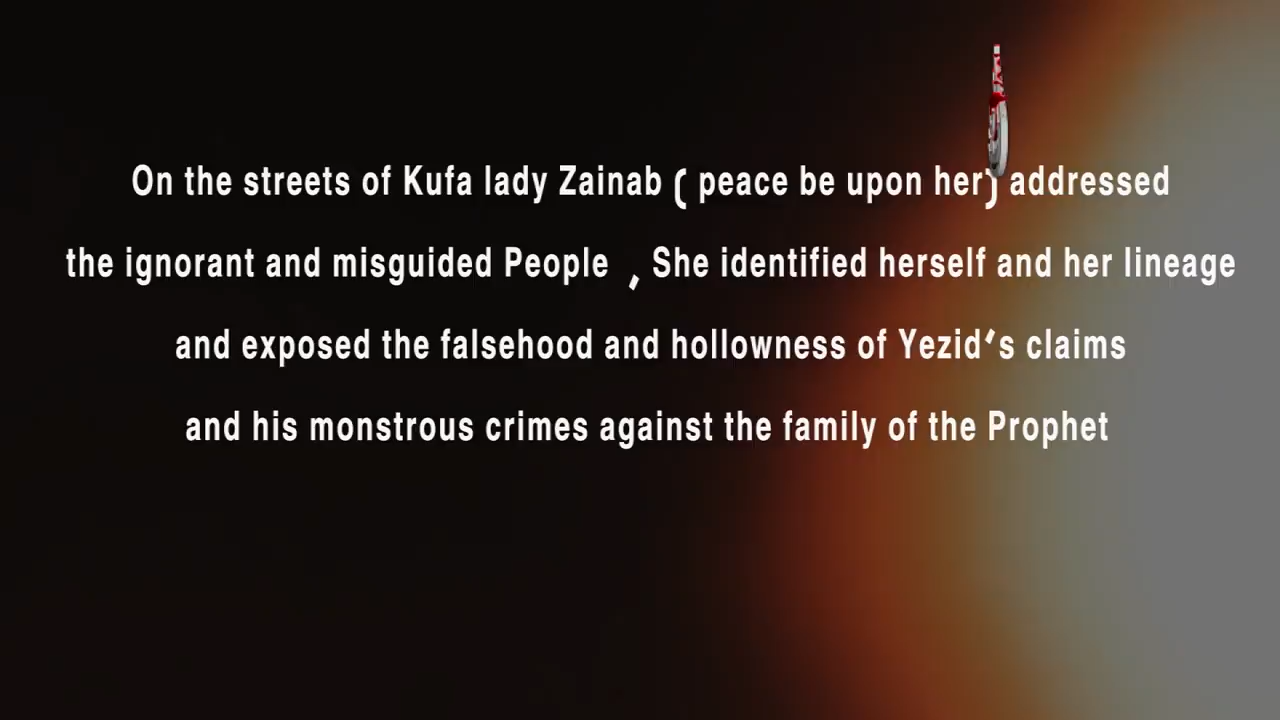 On the streets of Kufa lady Zainab ( peace be upon her) addressed
the ignorant and misguided People , She identified herself and her lineage
and exposed the falsehood and hollowness of Yezid's claims
and his monstrous crimes against the family of the Prophet